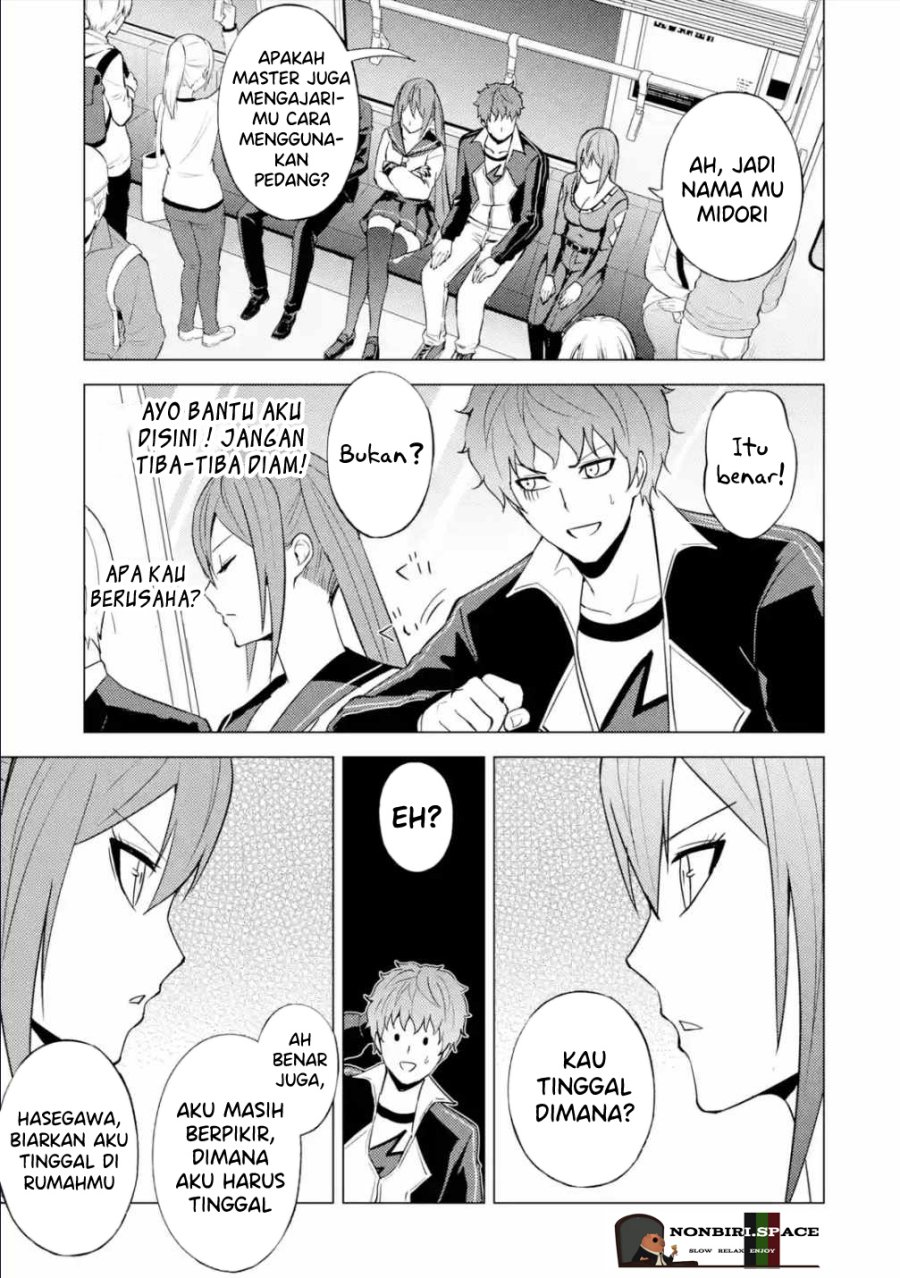 AH, JADI
NAMA MU
MIDORI
APAKAH
MASTER JUGA
MENGAJARI-
MU CARA
MENGGUNA-
KAN
PEDANG?
Itu
benar!
Bukan?
AYO BANTU AKU
DISINI ! JANGAN
TIBA-TIBA DIAM!
APA KAU
BERUSAHA?
KAU
TINGGAL
DIMANA?
EH?
AH
BENAR
JUGA,
AKU MASIH
BERPIKIR,
DIMANA
AKU HARUS
TINGGAL
HASEGAWA,
BIARKAN AKU
TINGGAL DI
RUMAHMU
NONBIRI.SPACE
SLOW RELAX ENJOY